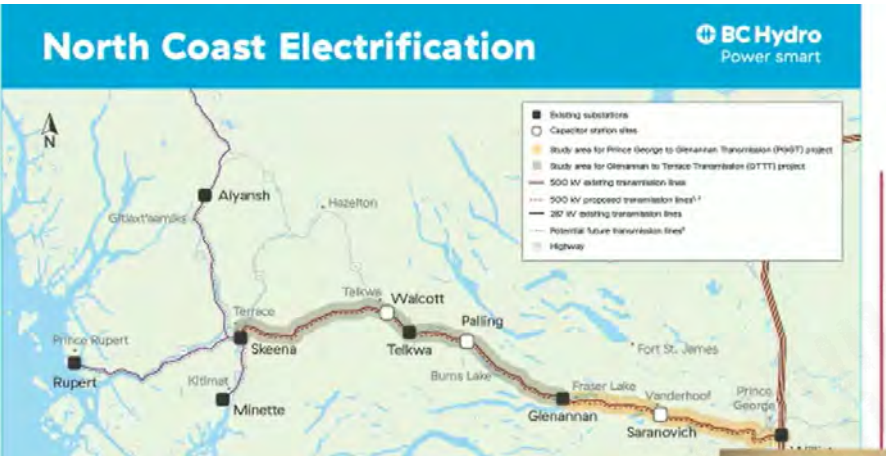 North Coast Electrification
BC Hydro
Power smart
N
Existing substations
Capacitor station sites
Study area for Prince George to Glenannan Transmission (PGGT) project
Study area for Glenannan to Terrace Transmission (GTTT) project
500 kV existing transmission lines
500 kV proposed transmission lines
287 kV existing transmission lines
Potential future transmission lines
Highway
Aiyansh
Gitlaxt'aamiks
Hazelton
Terrace
Telkwa
Walcott
Skeena
Telkwa
Palling
Prince Rupert
Rupert
Kitimat
Minette
Burns Lake
Fort St. James
Fraser Lake
Glenannan
Vanderhoof
Saranovich
Prince
George